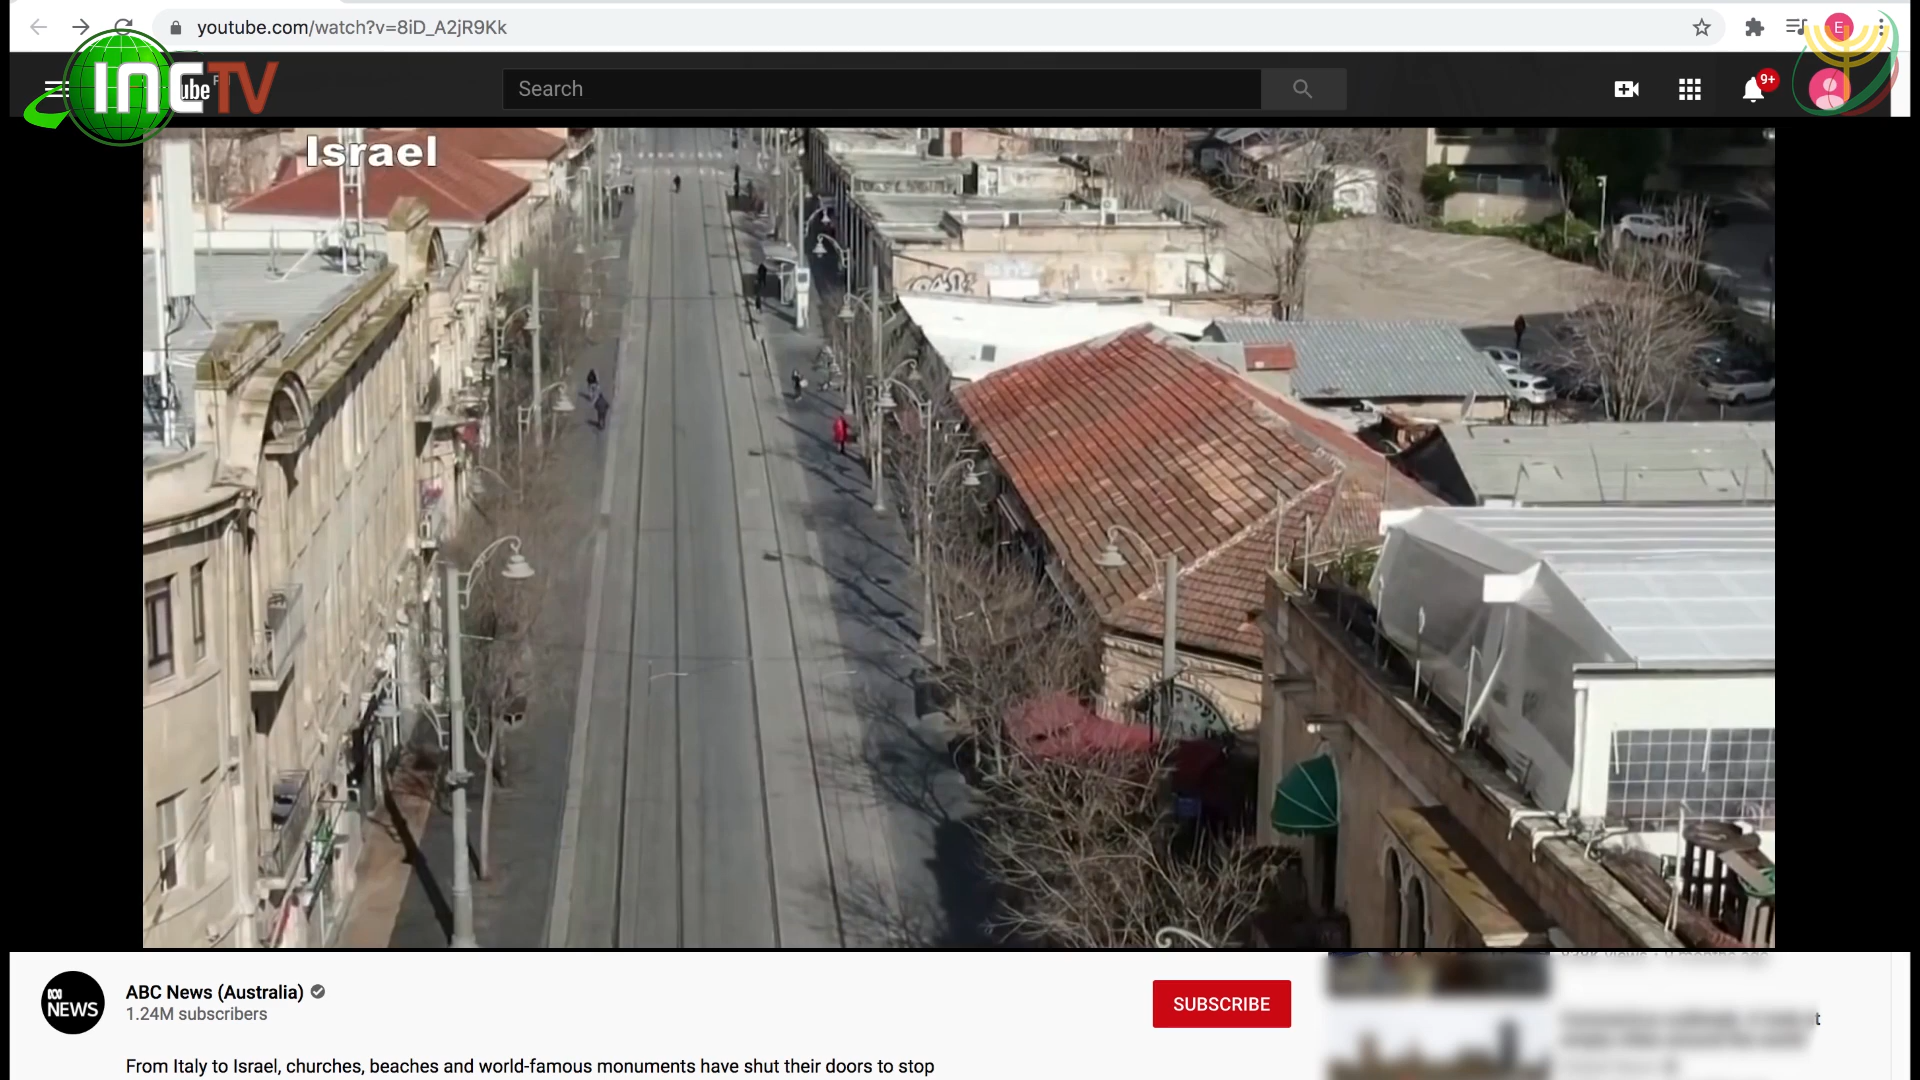 youtube.com/watch?v=8iD_A2jR9Kk
E
INCTV
ube
Search
9+
Israel
NEWS
ABC News (Australia)
1.24M subscribers
SUBSCRIBE
From Italy to Israel, churches, beaches and world-famous monuments have shut their doors to stop